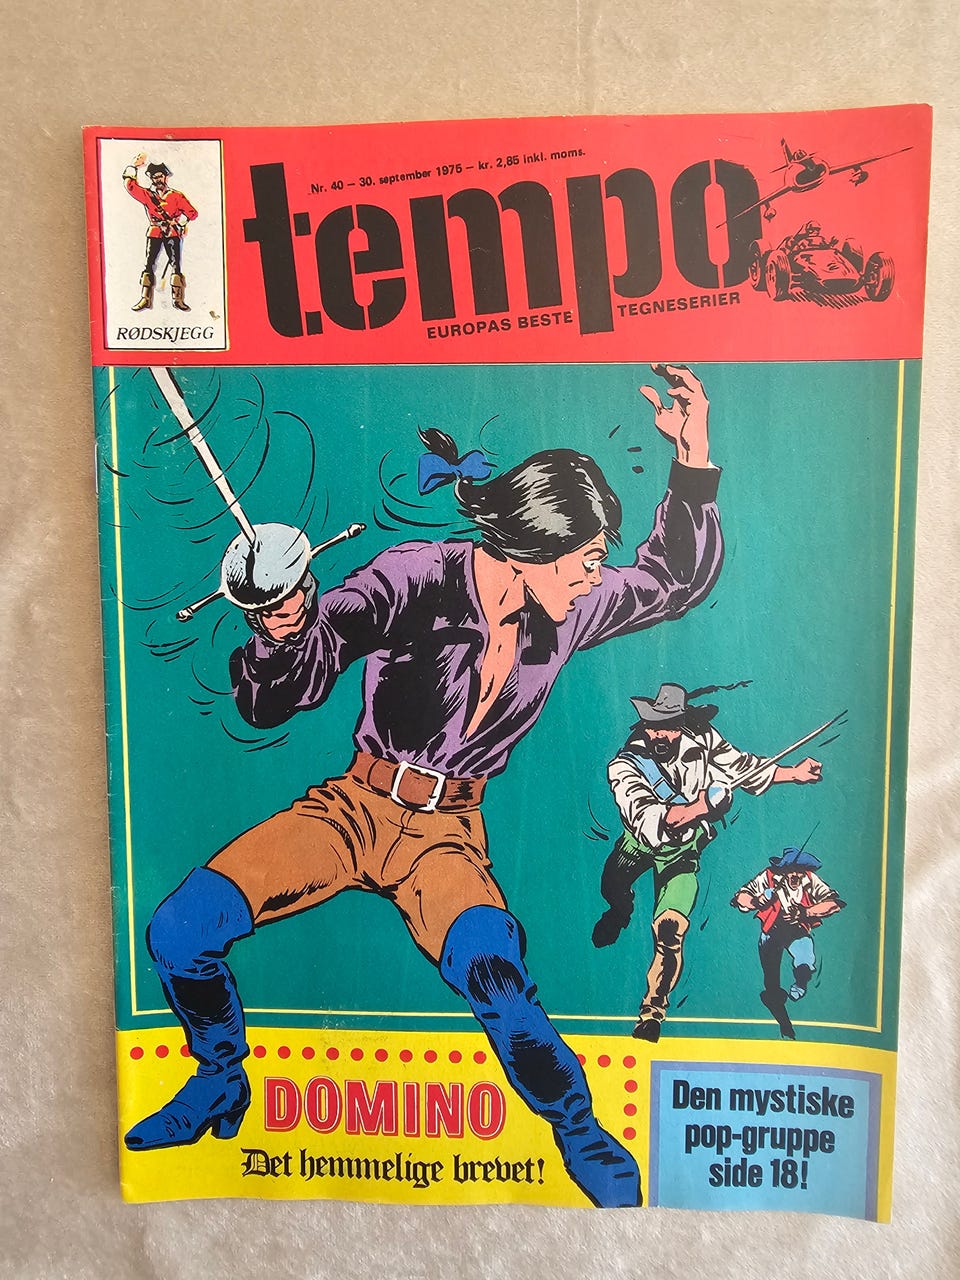 Nr. 40 – 30. september 1975 – kr. 2,85 inkl. moms.
tempo
EUROPAS BESTE TEGNESERIER
RØDSKJEGG
DOMINO
Det hemmelige brevet!
Den mystiske
pop-gruppe
side 18!